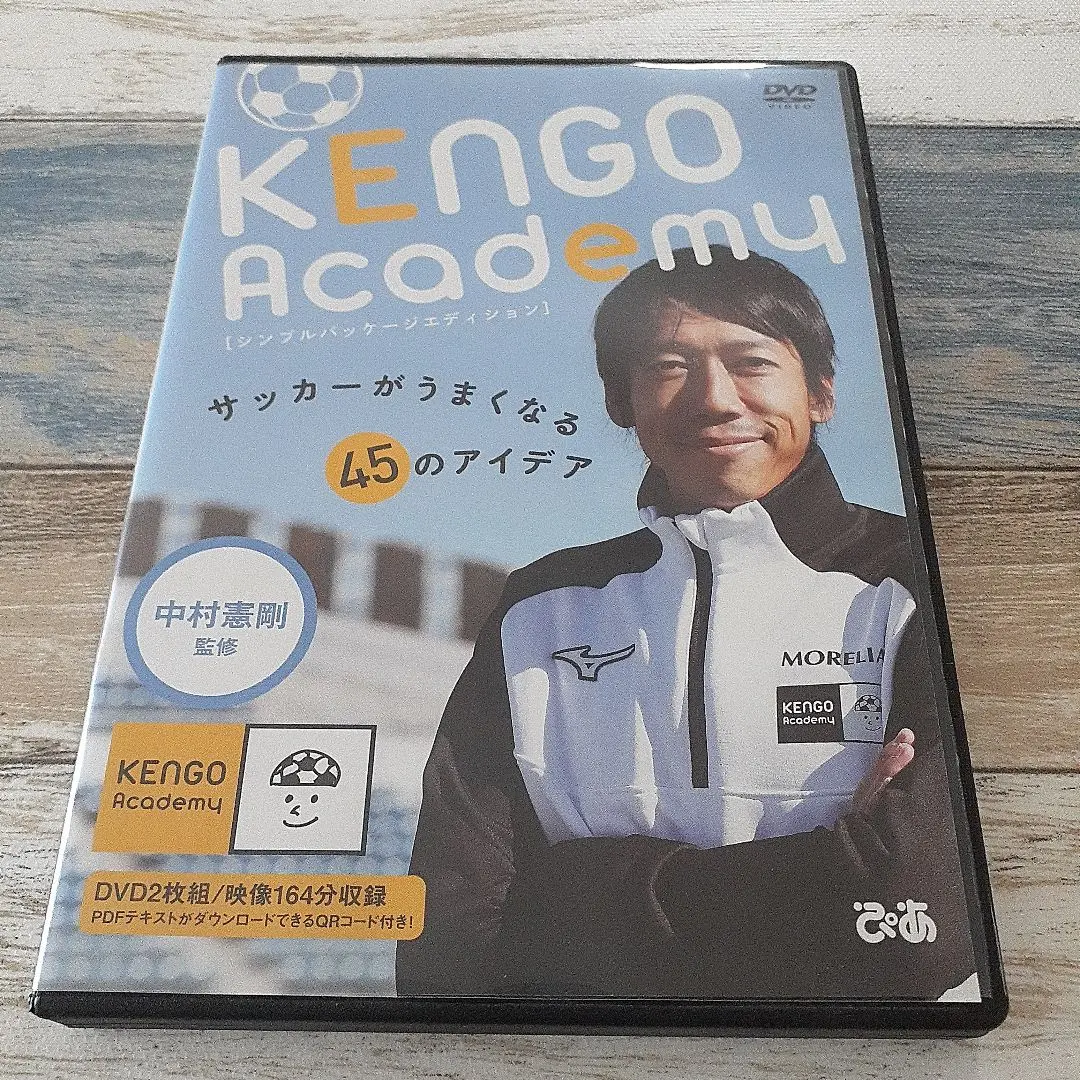 DVD
VIDEO
KENGO
Academy
[シンプルパッケージエディション]
サッカーがうまくなる
45のアイデア
中村憲剛
監修
MORELIA
KENGO
Academy
KENGO
Academy
DVD2枚組/映像164分収録
PDFテキストがダウンロードできるQRコード付き!
ぴあ